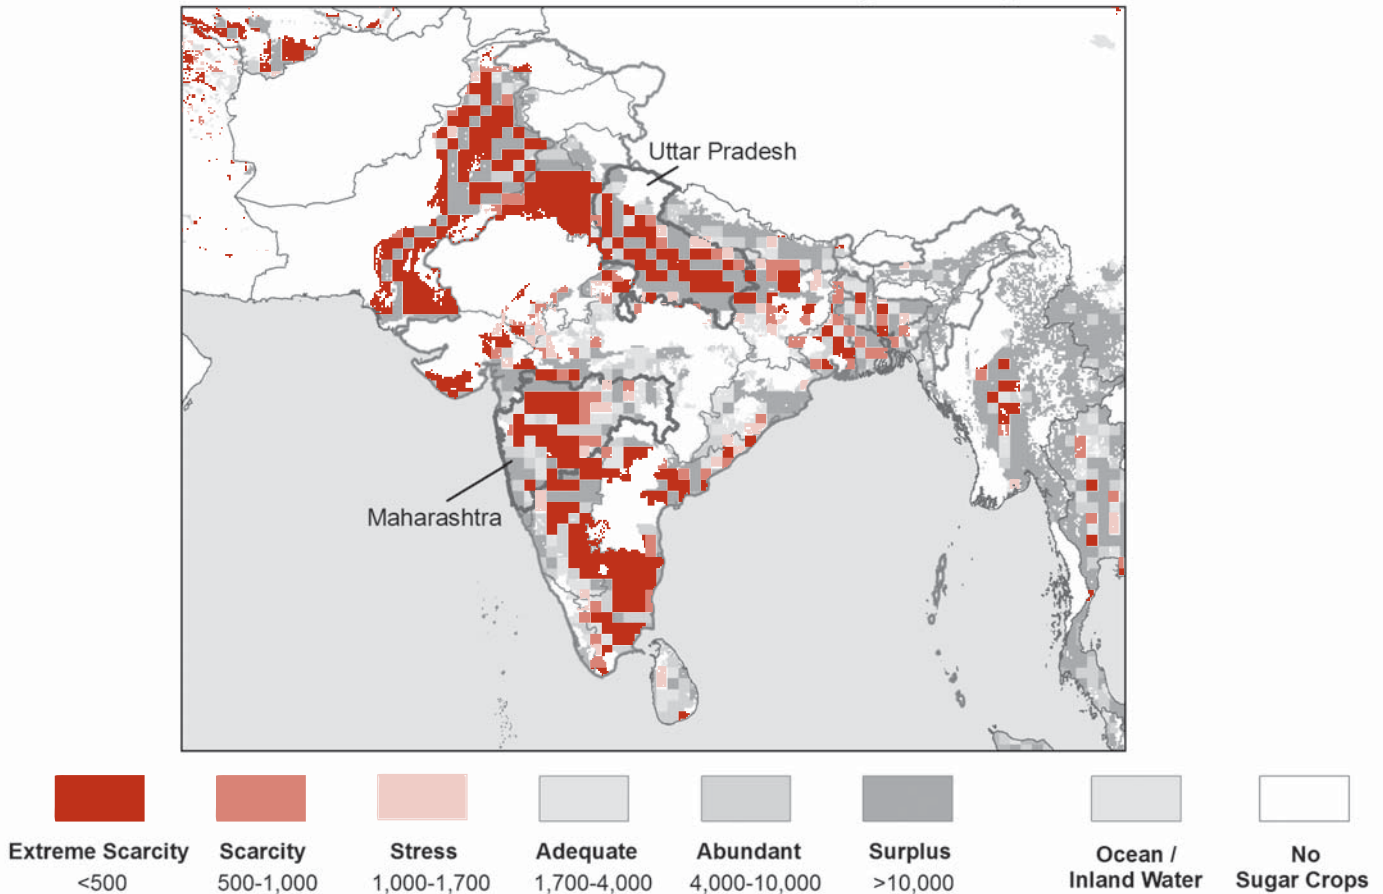 Uttar Pradesh
Maharashtra
Extreme Scarcity
<500
Scarcity
500-1,000
Stress
1,000-1,700
Adequate
1,700-4,000
Abundant
4,000-10,000
Surplus
>10,000
Ocean /
Inland Water
No
Sugar Crops